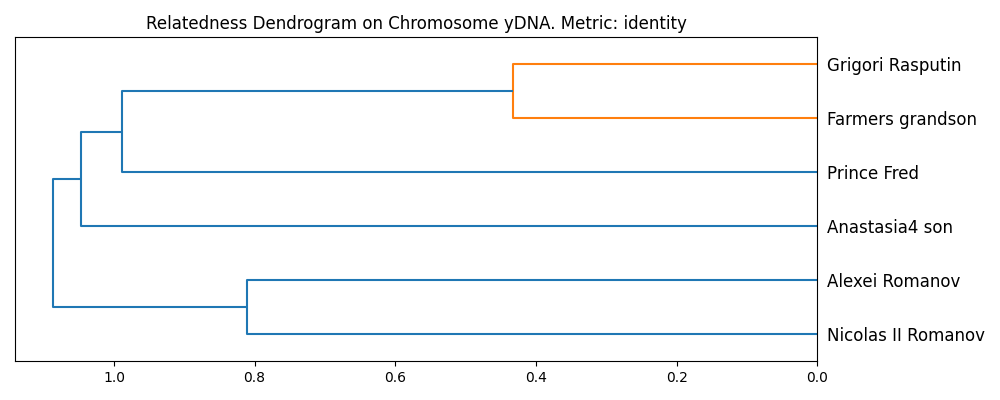 Relatedness Dendrogram on Chromosome yDNA. Metric: identity
Grigori Rasputin
Farmers grandson
Prince Fred
Anastasia4 son
Alexei Romanov
Nicolas II Romanov
1.0 0.8 0.6 0.4 0.2 0.0